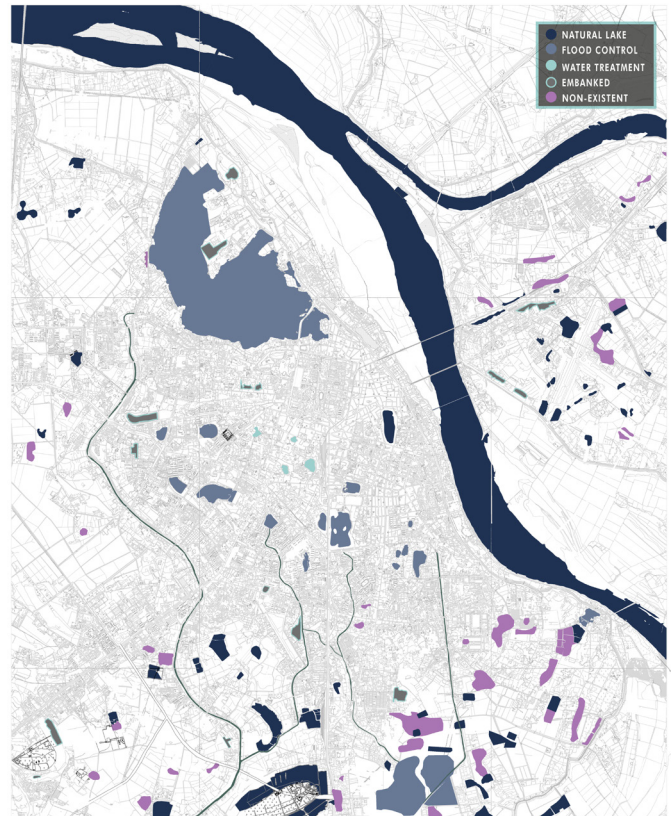 NATURAL LAKE
FLOOD CONTROL
WATER TREATMENT
EMBANKED
NON-EXISTENT